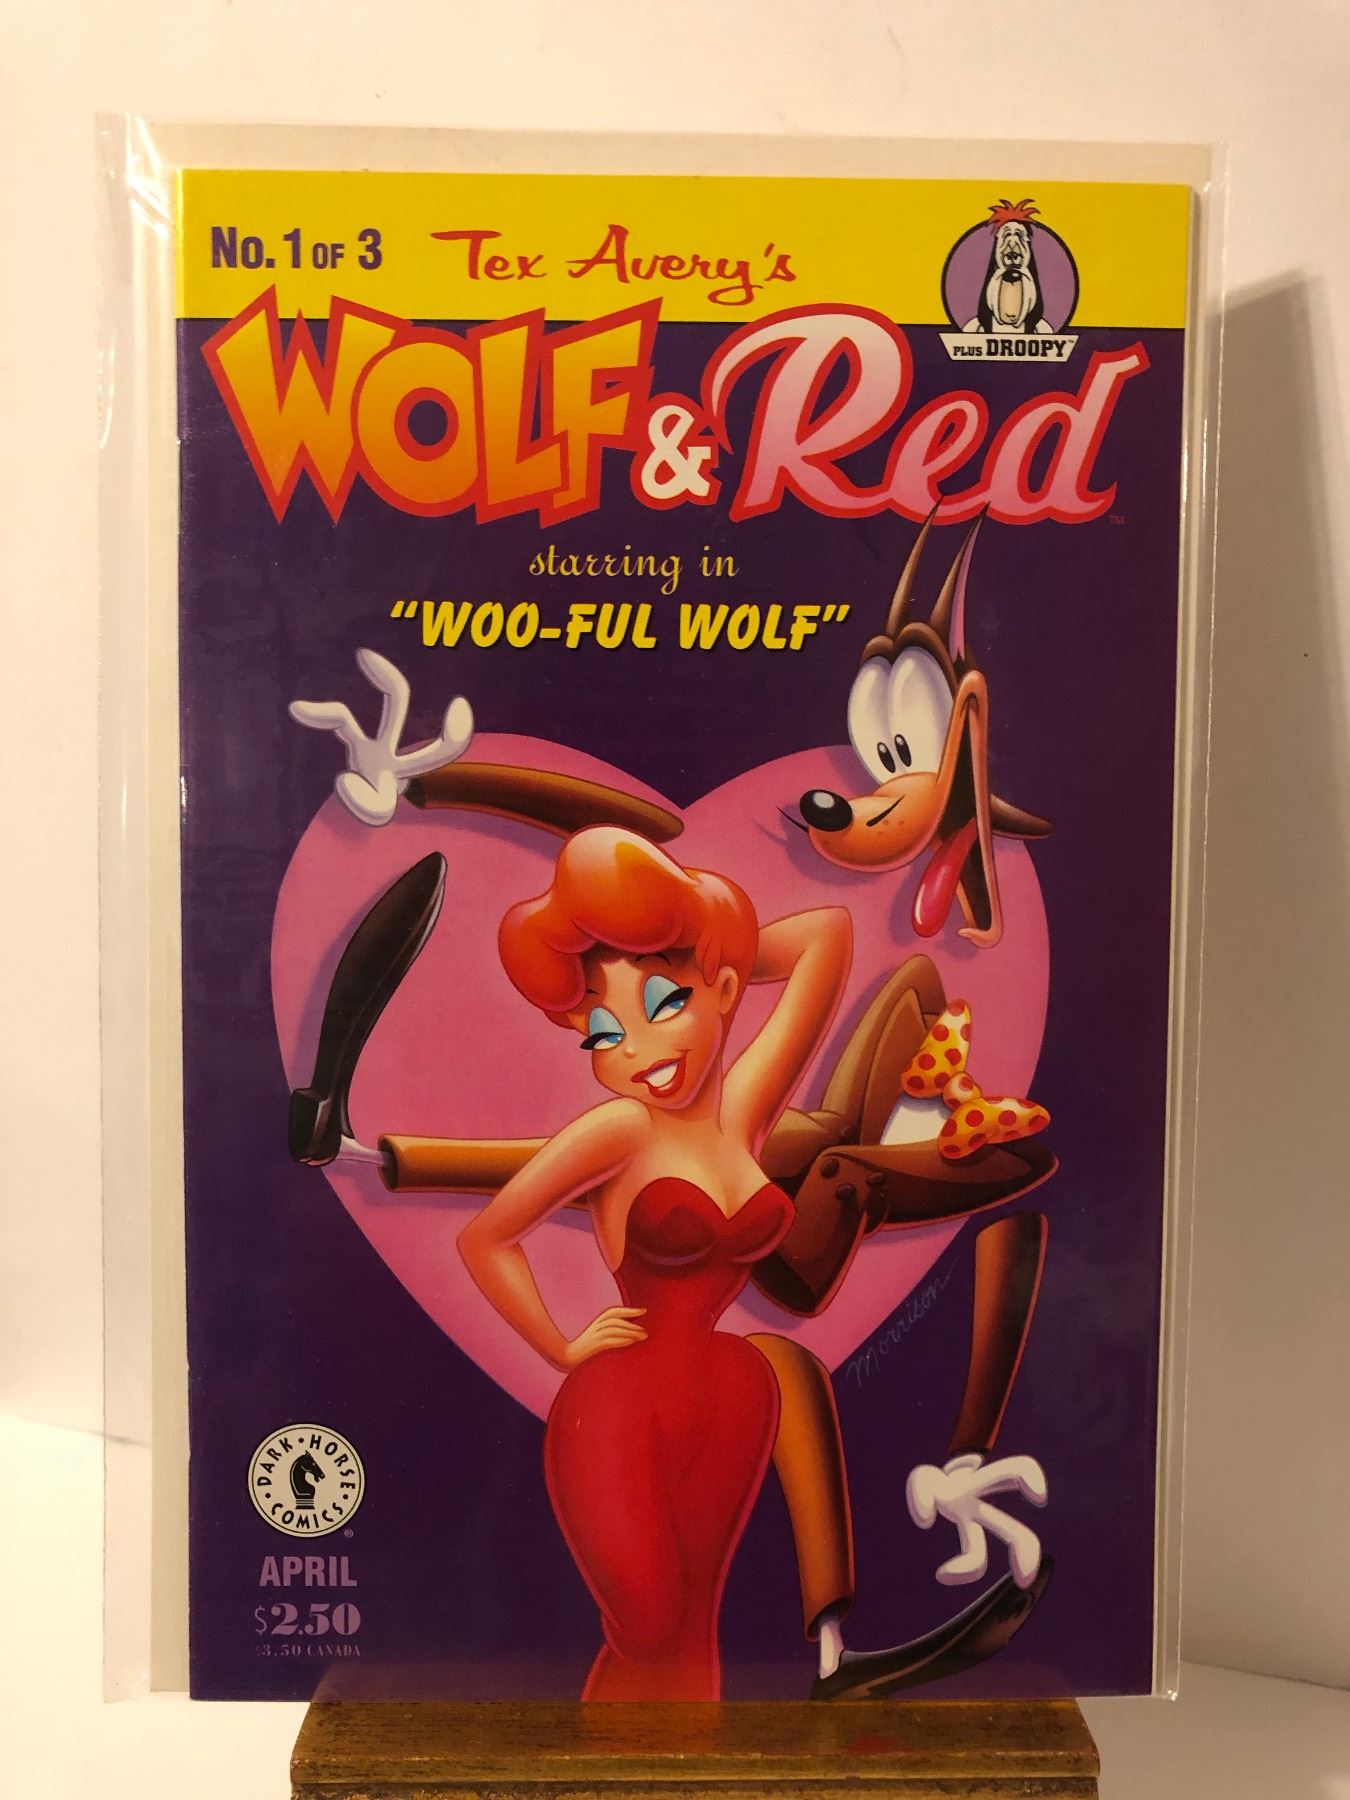 No. 1 OF 3
Tex Avery's
WOLF & Red
TM
PLUS DROOPY™
starring in
"WOO-FUL WOLF"
Morrison
DARK • HORSE
• COMICS •
®
APRIL
$2.50
$3.50 CANADA